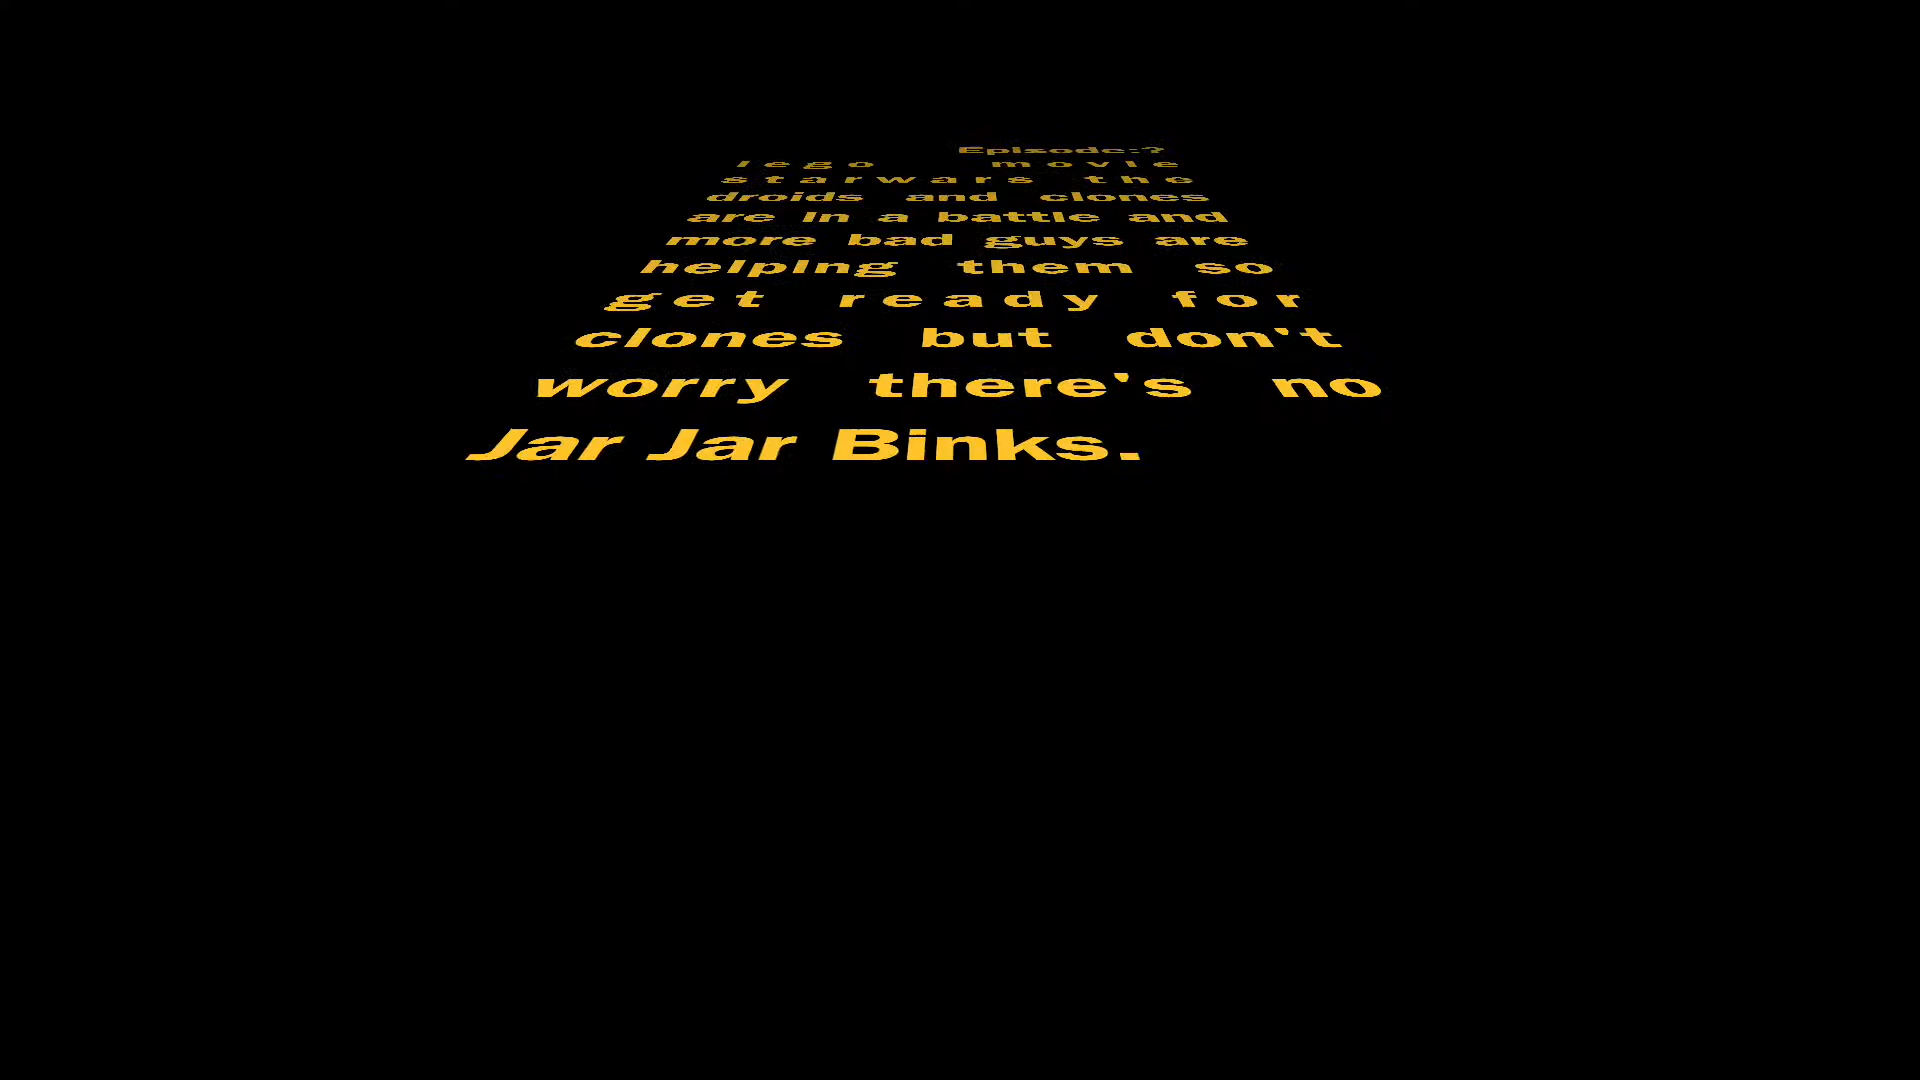 Episode:?
lego movie
starwars the
droids and clones
are in a battle and
more bad guys are
helping them so
get ready for
clones but don't
worry there's no
Jar Jar Binks.